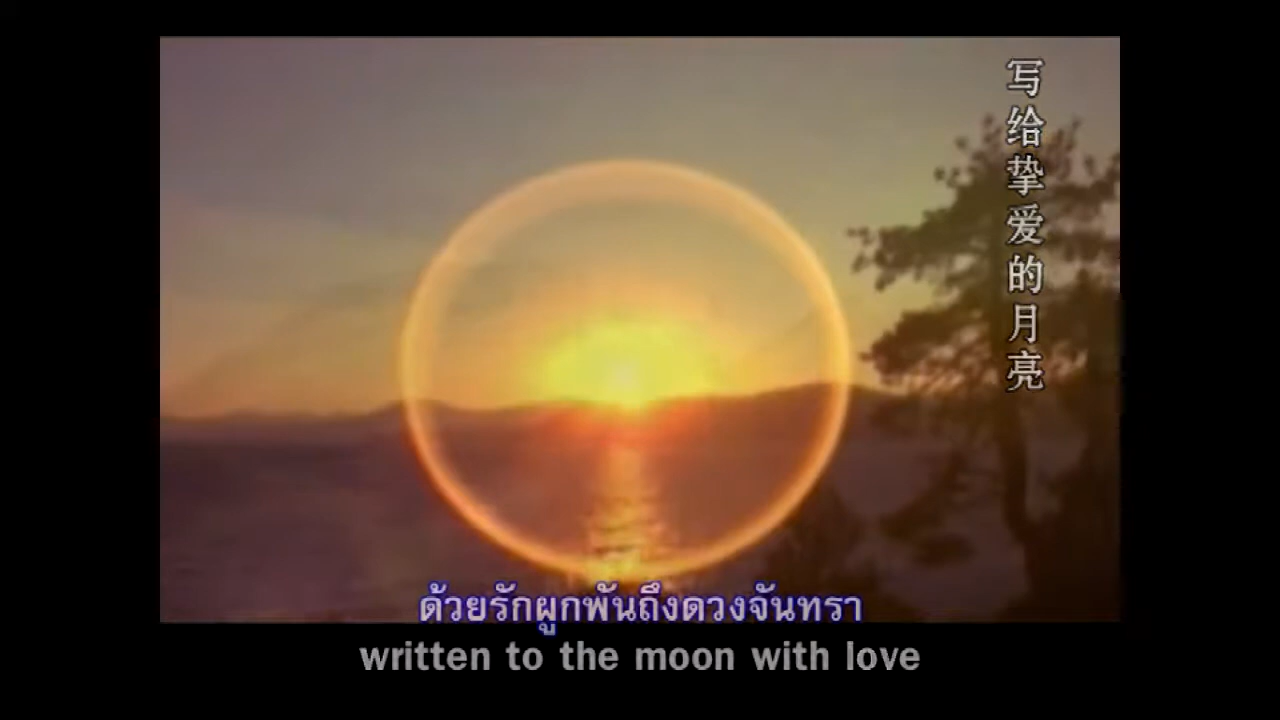 写给挚爱的月亮
ด้วยรักผูกพันถึงดวงจันทรา
written to the moon with love